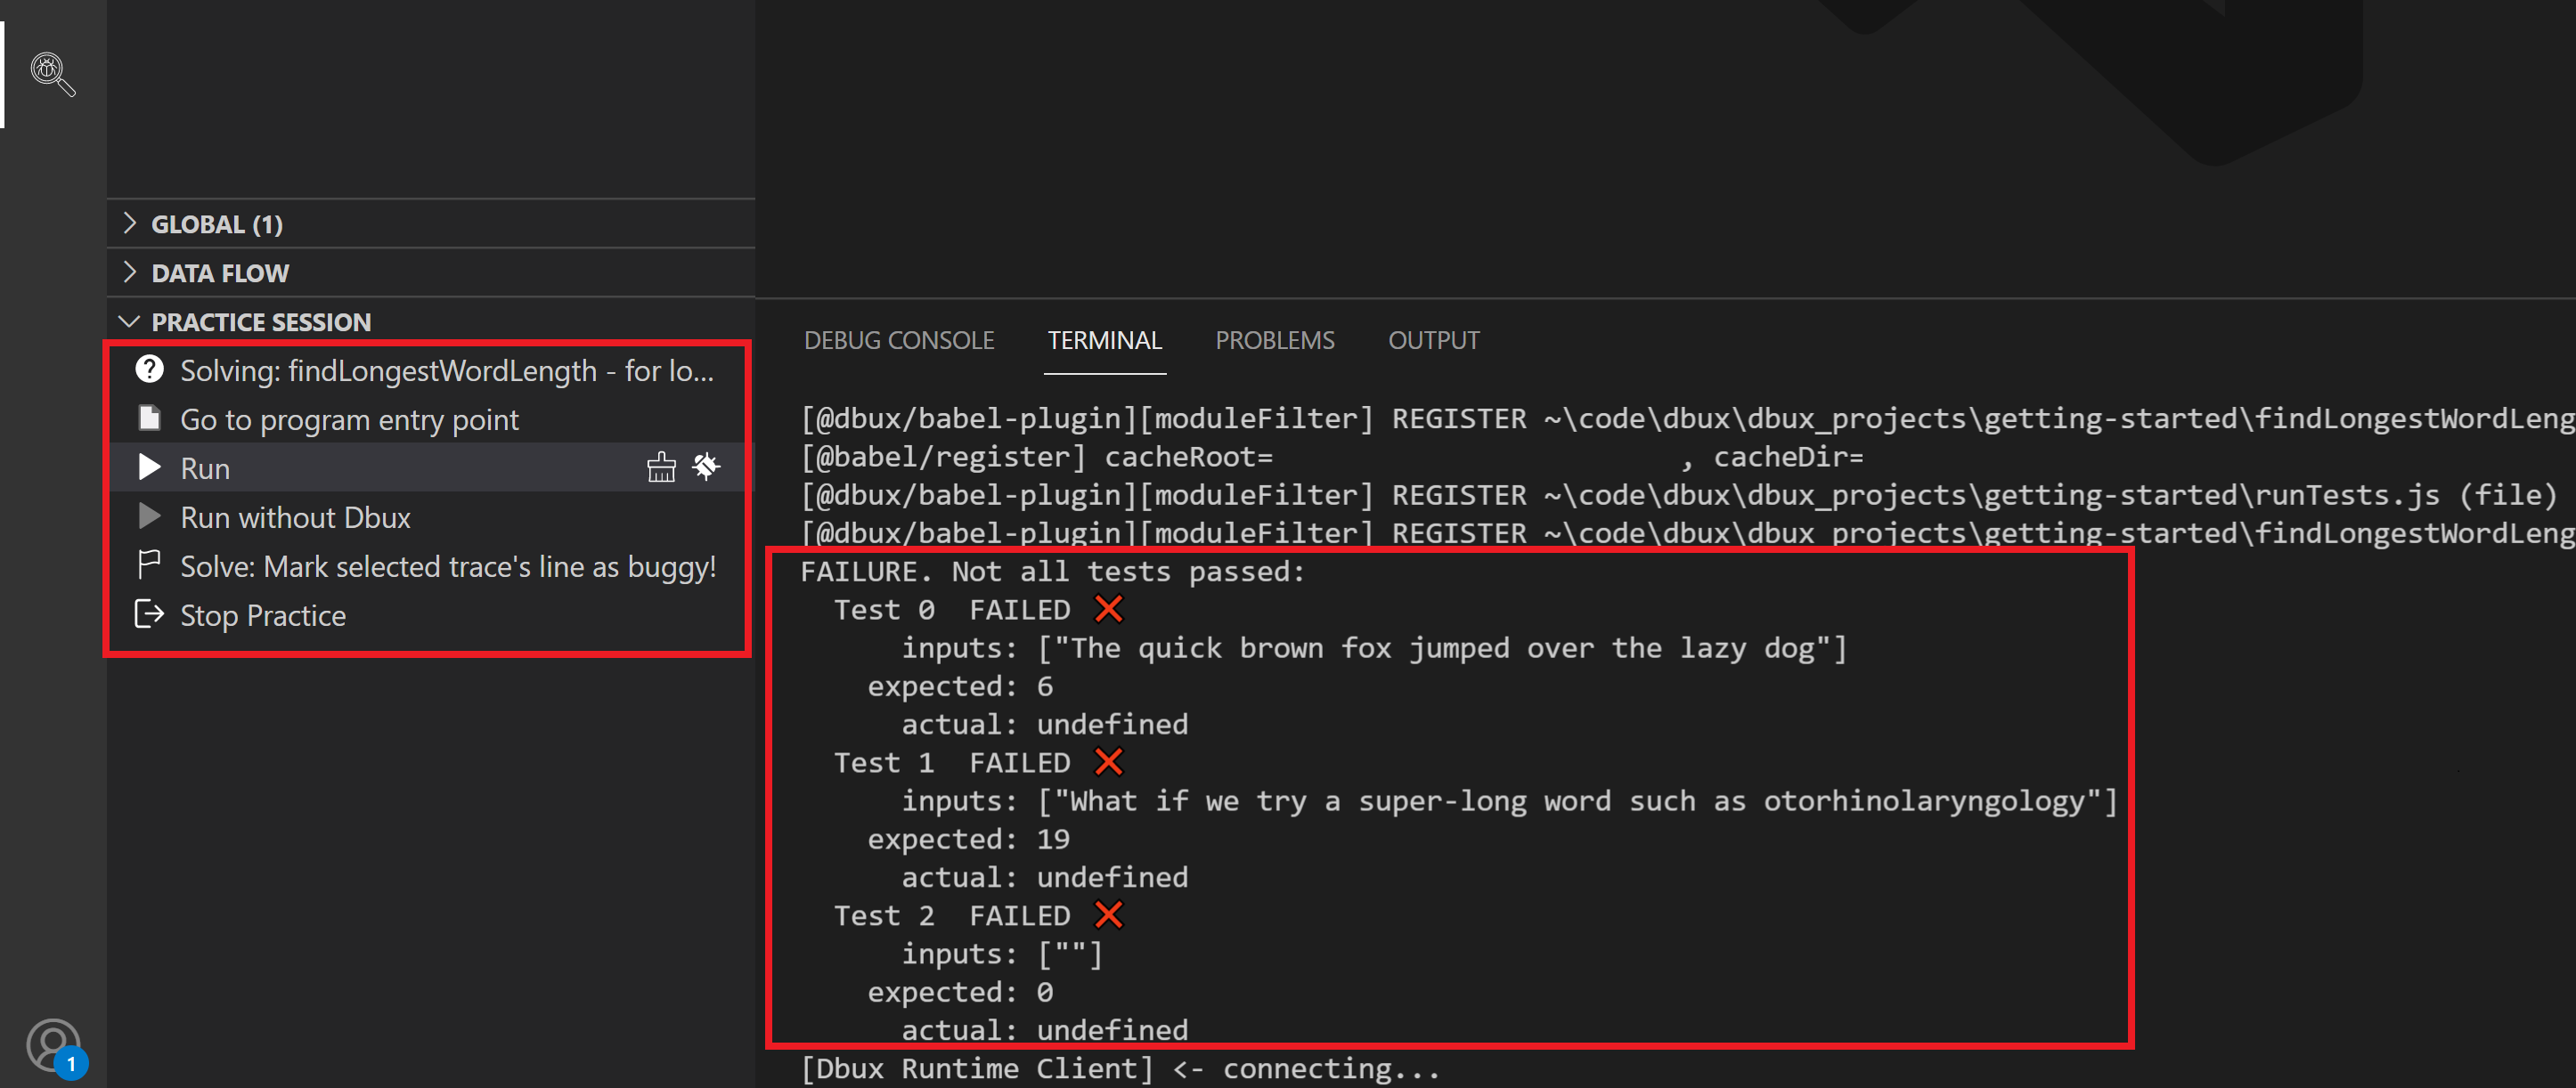 GLOBAL (1)
DATA FLOW
PRACTICE SESSION
Solving: findLongestWordLength - for lo...
Go to program entry point
Run
Run without Dbux
Solve: Mark selected trace's line as buggy!
Stop Practice
1
DEBUG CONSOLE TERMINAL PROBLEMS OUTPUT
[@dbux/babel-plugin][moduleFilter] REGISTER ~\code\dbux\dbux_projects\getting-started\findLongestWordLeng
[@babel/register] cacheRoot= , cacheDir=
[@dbux/babel-plugin][moduleFilter] REGISTER ~\code\dbux\dbux_projects\getting-started\runTests.js (file)
[@dbux/babel-plugin][moduleFilter] REGISTER ~\code\dbux\dbux_projects\getting-started\findLongestWordLeng
FAILURE. Not all tests passed:
Test 0 FAILED ❌
inputs: ["The quick brown fox jumped over the lazy dog"]
expected: 6
actual: undefined
Test 1 FAILED ❌
inputs: ["What if we try a super-long word such as otorhinolaryngology"]
expected: 19
actual: undefined
Test 2 FAILED ❌
inputs: [""]
expected: 0
actual: undefined
[Dbux Runtime Client] <- connecting...